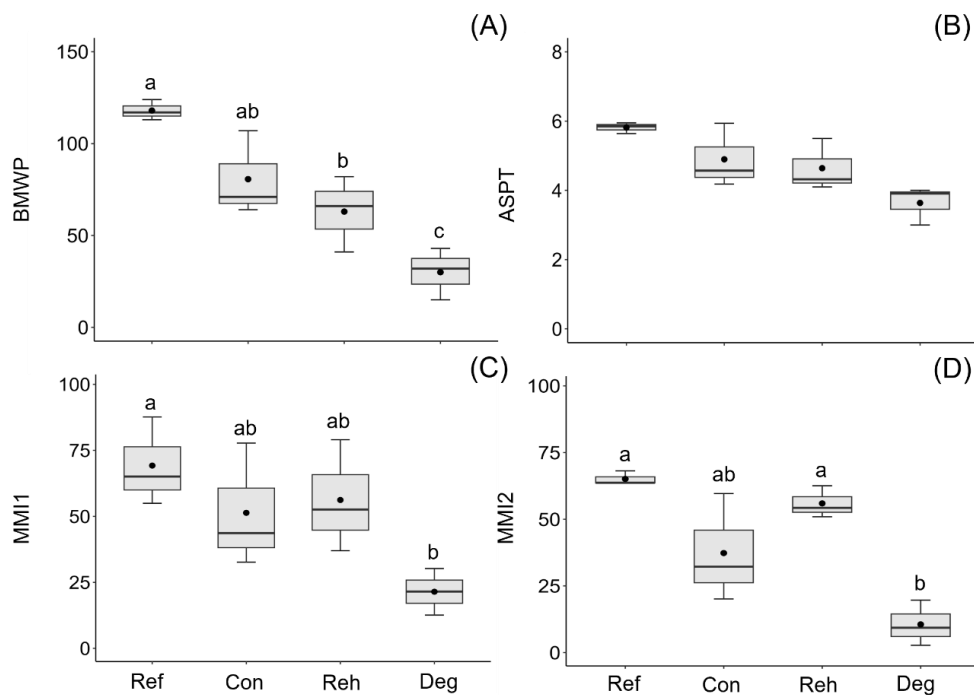 (A)
BMWP
150
100
50
0
a
ab
b
c
(B)
ASPT
8
6
4
2
0
(C)
MMI1
100
75
50
25
0
a
ab
ab
b
Ref Con Reh Deg
(D)
MMI2
100
75
50
25
0
a
ab
a
b
Ref Con Reh Deg